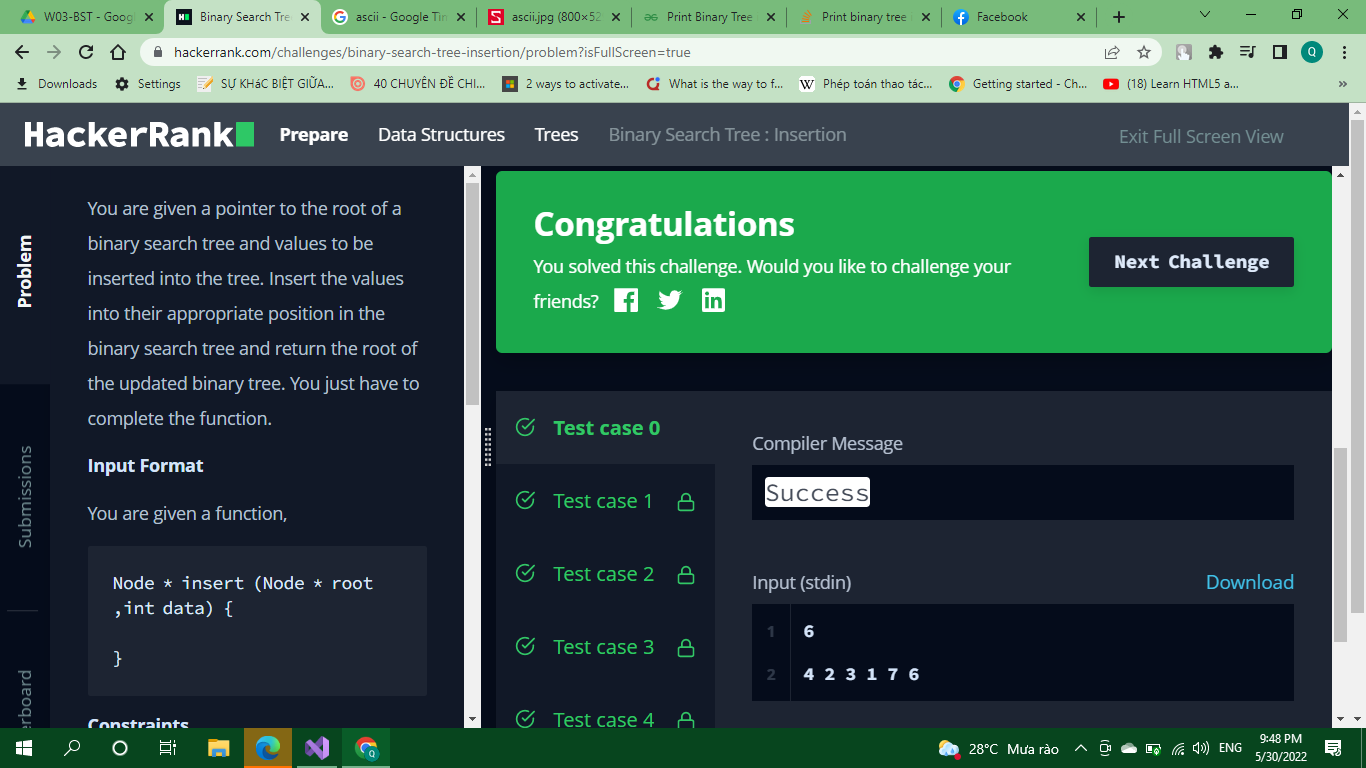 W03-BST - Goog
Binary Search Tre
ascii - Google Tìm
ascii.jpg (800×52
Print Binary Tree
Print binary tree
Facebook
hackerrank.com/challenges/binary-search-tree-insertion/problem?isFullScreen=true
Q
Downloads
Settings
SỰ KHáC BIỆT GIỮA...
40 CHUYÊN ĐỀ CHI...
2 ways to activate...
What is the way to f...
Phép toán thao tác...
Getting started - Ch...
(18) Learn HTML5 a...
HackerRank
Prepare
Data Structures
Trees
Binary Search Tree : Insertion
Exit Full Screen View
Problem
Submissions
erboard
You are given a pointer to the root of a
binary search tree and values to be
inserted into the tree. Insert the values
into their appropriate position in the
binary search tree and return the root of
the updated binary tree. You just have to
complete the function.
Input Format
You are given a function,
Node * insert (Node * root
,int data) {
}
Constraints
Congratulations
You solved this challenge. Would you like to challenge your
friends?
Next Challenge
Test case 0
Test case 1
Test case 2
Test case 3
Test case 4
Compiler Message
Success
Input (stdin)
Download
1 6
2 4 2 3 1 7 6
28°C Mưa rào
ENG
9:48 PM
5/30/2022